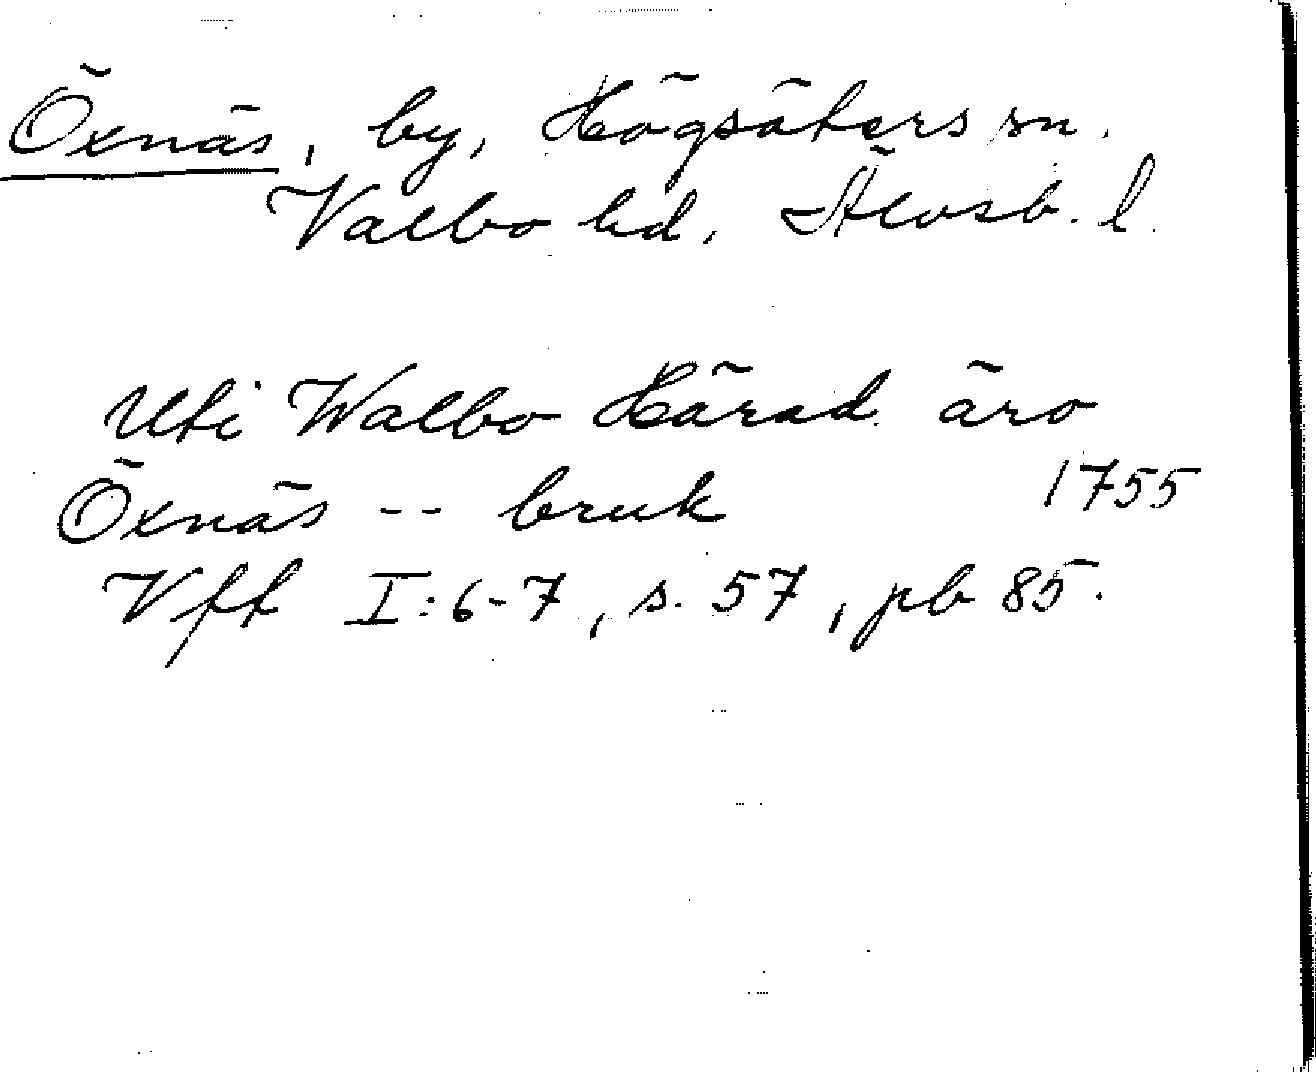 Öxnäs, by, Högsäters sn.
Valbo hd, Älvsb. l.
Uti Walbo Härad äro
Öxnäs -- bruk 1755
Vff I:6-7, s. 57, pb 85.